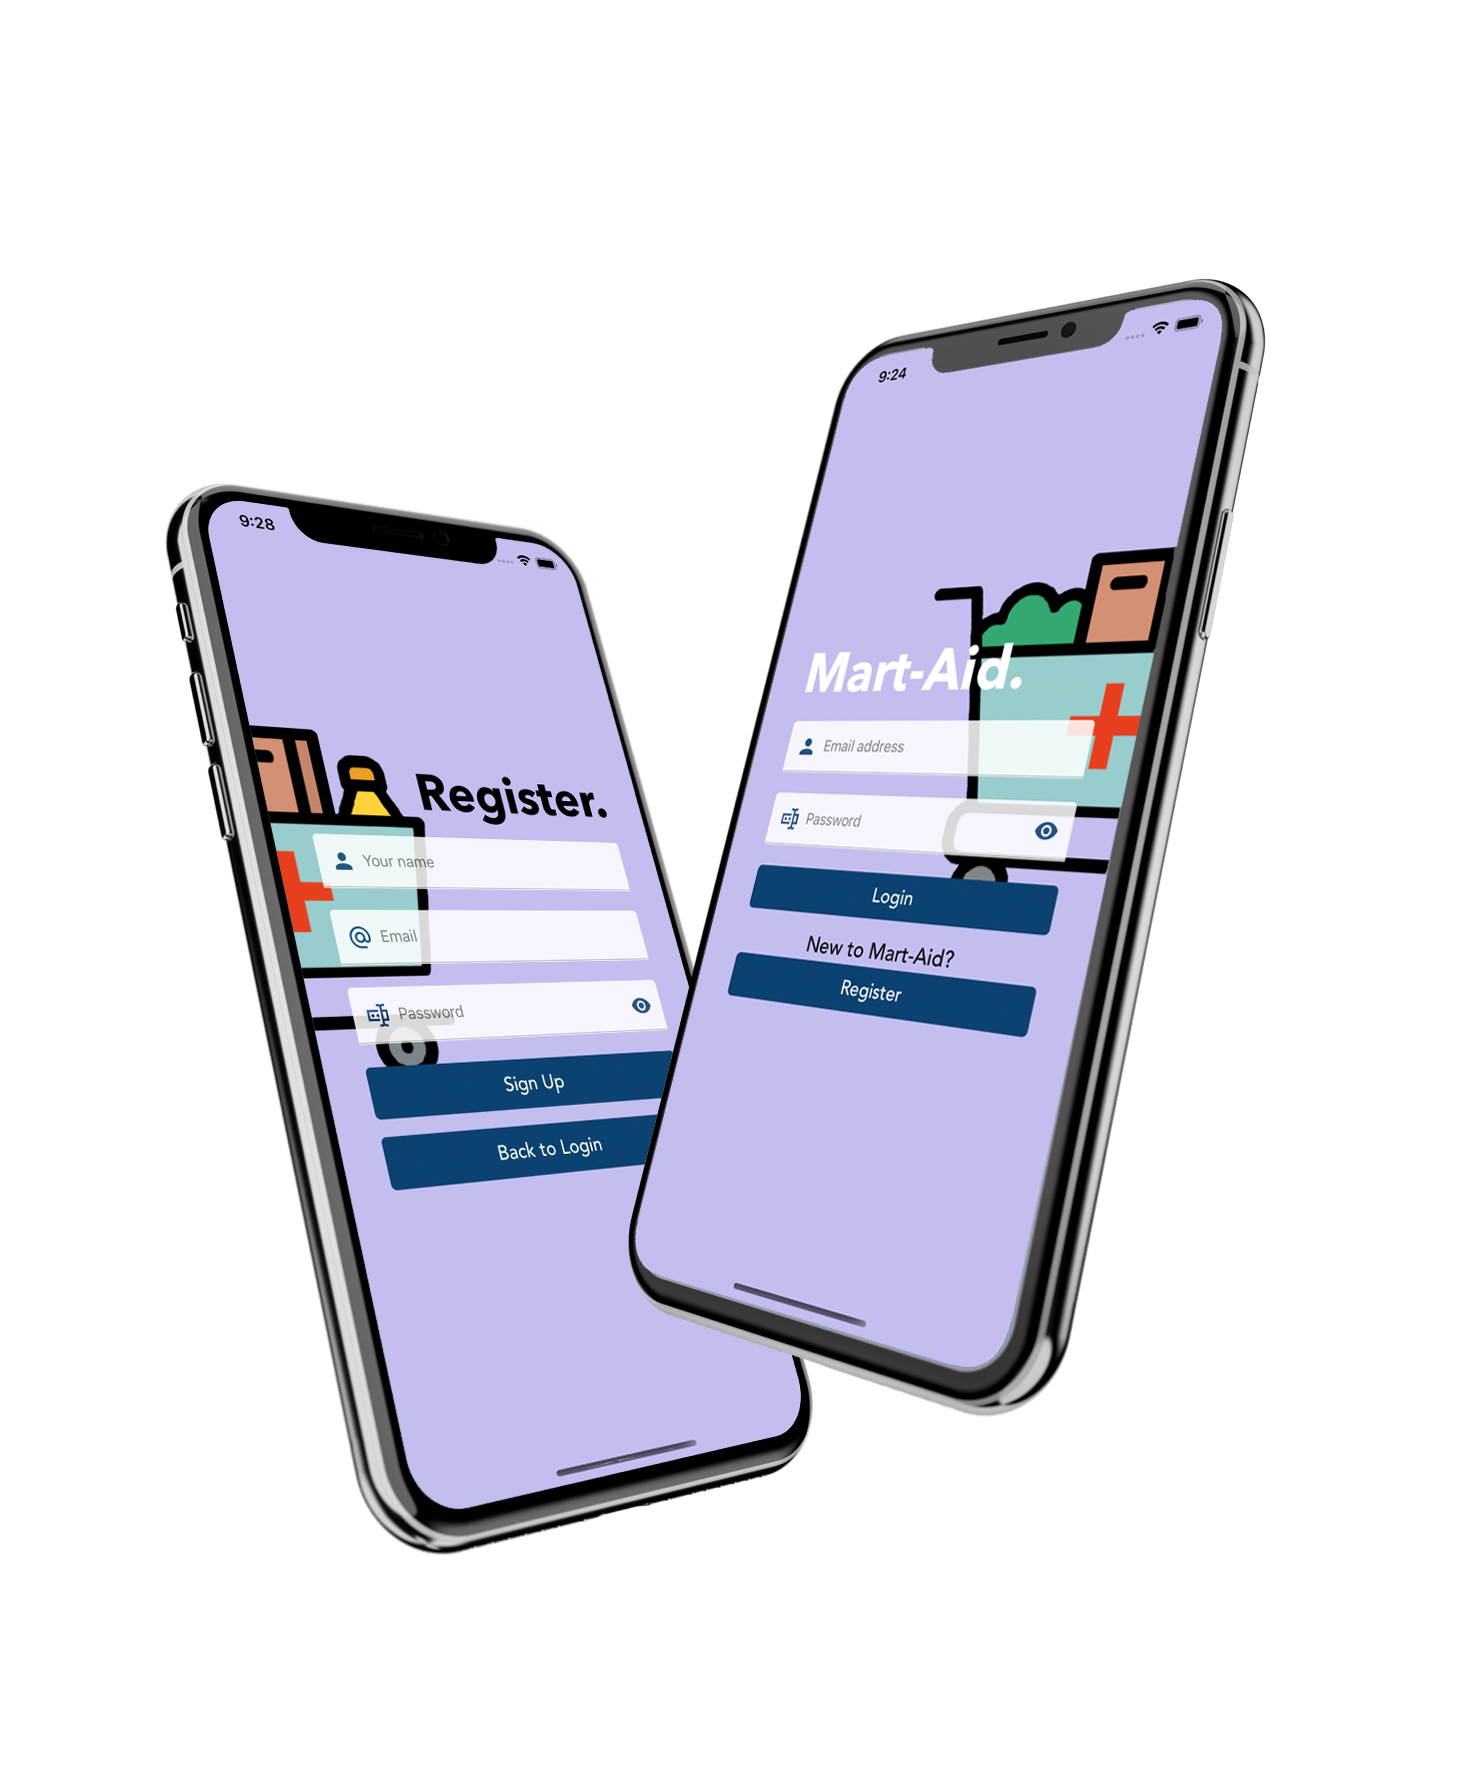 9:28
Register.
Your name
Email
Password
Sign Up
Back to Login
9:24
Mart-Aid.
Email address
Password
Login
New to Mart-Aid?
Register